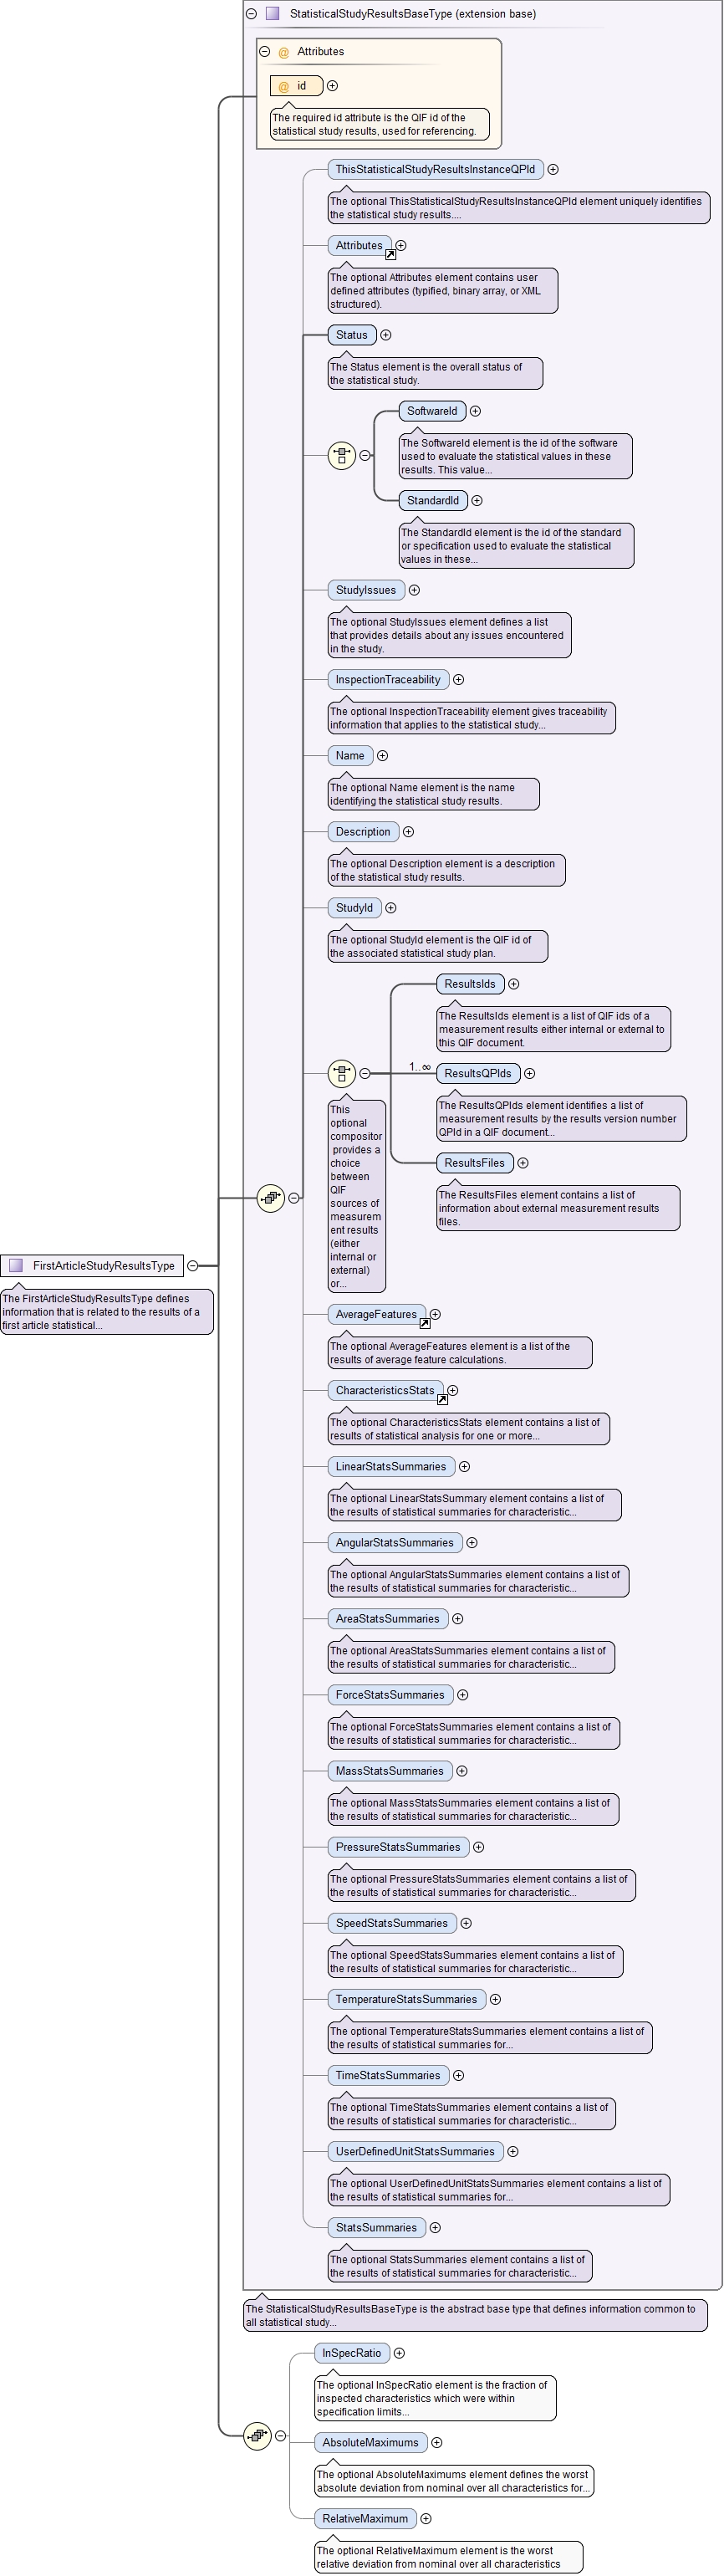 StatisticalStudyResultsBaseType (extension base)
@ Attributes
@ id
The required id attribute is the QIF id of the
statistical study results, used for referencing.
ThisStatisticalStudyResultsInstanceQPId
The optional ThisStatisticalStudyResultsInstanceQPId element uniquely identifies
the statistical study results....
Attributes
The optional Attributes element contains user
defined attributes (typified, binary array, or XML
structured).
Status
The Status element is the overall status of
the statistical study.
SoftwareId
The SoftwareId element is the id of the software
used to evaluate the statistical values in these
results. This value...
StandardId
The StandardId element is the id of the standard
or specification used to evaluate the statistical
values in these...
StudyIssues
The optional StudyIssues element defines a list
that provides details about any issues encountered
in the study.
InspectionTraceability
The optional InspectionTraceability element gives traceability
information that applies to the statistical study...
Name
The optional Name element is the name
identifying the statistical study results.
Description
The optional Description element is a description
of the statistical study results.
StudyId
The optional StudyId element is the QIF id of
the associated statistical study plan.
ResultsIds
The ResultsIds element is a list of QIF ids of a
measurement results either internal or external to
this QIF document.
1..∞
ResultsQPIds
The ResultsQPIds element identifies a list of
measurement results by the results version number
QPId in a QIF document...
ResultsFiles
The ResultsFiles element contains a list of
information about external measurement results
files.
This
optional
compositor
provides a
choice
between
QIF
sources of
measurem
ent results
(either
internal or
external)
or...
FirstArticleStudyResultsType
The FirstArticleStudyResultsType defines
information that is related to the results of a
first article statistical...
AverageFeatures
The optional AverageFeatures element is a list of the
results of average feature calculations.
CharacteristicsStats
The optional CharacteristicsStats element contains a list of
results of statistical analysis for one or more...
LinearStatsSummaries
The optional LinearStatsSummary element contains a list of
the results of statistical summaries for characteristic...
AngularStatsSummaries
The optional AngularStatsSummaries element contains a list of
the results of statistical summaries for characteristic...
AreaStatsSummaries
The optional AreaStatsSummaries element contains a list of
the results of statistical summaries for characteristic...
ForceStatsSummaries
The optional ForceStatsSummaries element contains a list of
the results of statistical summaries for characteristic...
MassStatsSummaries
The optional MassStatsSummaries element contains a list of
the results of statistical summaries for characteristic...
PressureStatsSummaries
The optional PressureStatsSummaries element contains a list of
the results of statistical summaries for characteristic...
SpeedStatsSummaries
The optional SpeedStatsSummaries element contains a list of
the results of statistical summaries for characteristic...
TemperatureStatsSummaries
The optional TemperatureStatsSummaries element contains a list of
the results of statistical summaries for...
TimeStatsSummaries
The optional TimeStatsSummaries element contains a list of
the results of statistical summaries for characteristic...
UserDefinedUnitStatsSummaries
The optional UserDefinedUnitStatsSummaries element contains a list of
the results of statistical summaries for...
StatsSummaries
The optional StatsSummaries element contains a list of
the results of statistical summaries for characteristic...
The StatisticalStudyResultsBaseType is the abstract base type that defines information common to
all statistical study...
InSpecRatio
The optional InSpecRatio element is the fraction of
inspected characteristics which were within
specification limits...
AbsoluteMaximums
The optional AbsoluteMaximums element defines the worst
absolute deviation from nominal over all characteristics for...
RelativeMaximum
The optional RelativeMaximum element is the worst
relative deviation from nominal over all characteristics